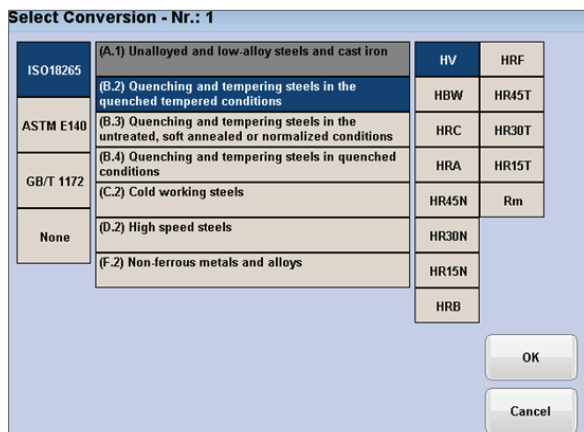 Select Conversion - Nr.: 1
ISO18265
ASTM E140
GB/T 1172
None
(A.1) Unalloyed and low-alloy steels and cast iron
(B.2) Quenching and tempering steels in the
quenched tempered conditions
(B.3) Quenching and tempering steels in the
untreated, soft annealed or normalized conditions
(B.4) Quenching and tempering steels in quenched
conditions
(C.2) Cold working steels
(D.2) High speed steels
(F.2) Non-ferrous metals and alloys
HV
HBW
HRC
HRA
HR45N
HR30N
HR15N
HRB
HRF
HR45T
HR30T
HR15T
Rm
OK
Cancel